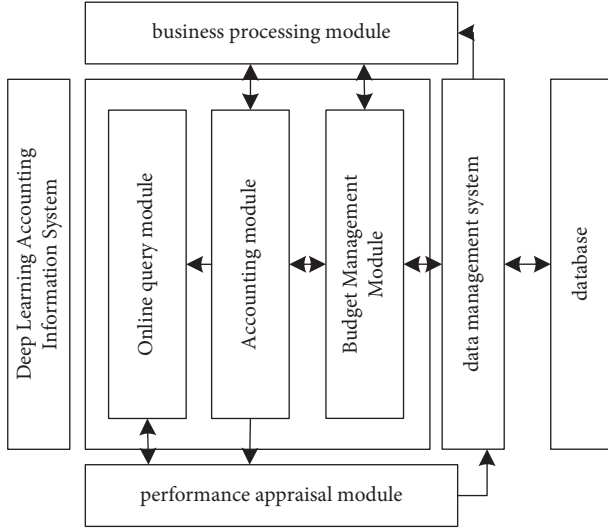 business processing module
Deep Learning Accounting
Information System
Online query module
Accounting module
Budget Management
Module
data management system
database
performance appraisal module